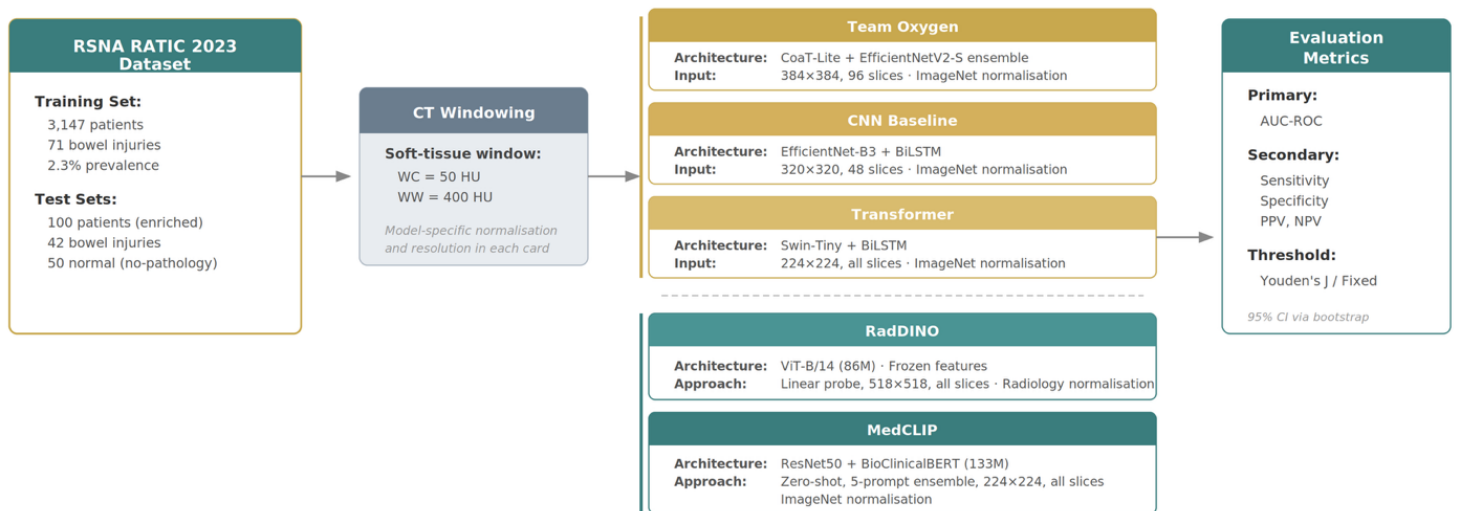 RSNA RATIC 2023
Dataset
Training Set:
3,147 patients
71 bowel injuries
2.3% prevalence
Test Sets:
100 patients (enriched)
42 bowel injuries
50 normal (no-pathology)
CT Windowing
Soft-tissue window:
WC = 50 HU
WW = 400 HU
Model-specific normalisation
and resolution in each card
Team Oxygen
Architecture: CoaT-Lite + EfficientNetV2-S ensemble
Input: 384×384, 96 slices · ImageNet normalisation
CNN Baseline
Architecture: EfficientNet-B3 + BiLSTM
Input: 320×320, 48 slices · ImageNet normalisation
Transformer
Architecture: Swin-Tiny + BiLSTM
Input: 224×224, all slices · ImageNet normalisation
RadDINO
Architecture: ViT-B/14 (86M) · Frozen features
Approach: Linear probe, 518×518, all slices · Radiology normalisation
MedCLIP
Architecture: ResNet50 + BioClinicalBERT (133M)
Approach: Zero-shot, 5-prompt ensemble, 224×224, all slices
ImageNet normalisation
Evaluation
Metrics
Primary:
AUC-ROC
Secondary:
Sensitivity
Specificity
PPV, NPV
Threshold:
Youden's J / Fixed
95% CI via bootstrap